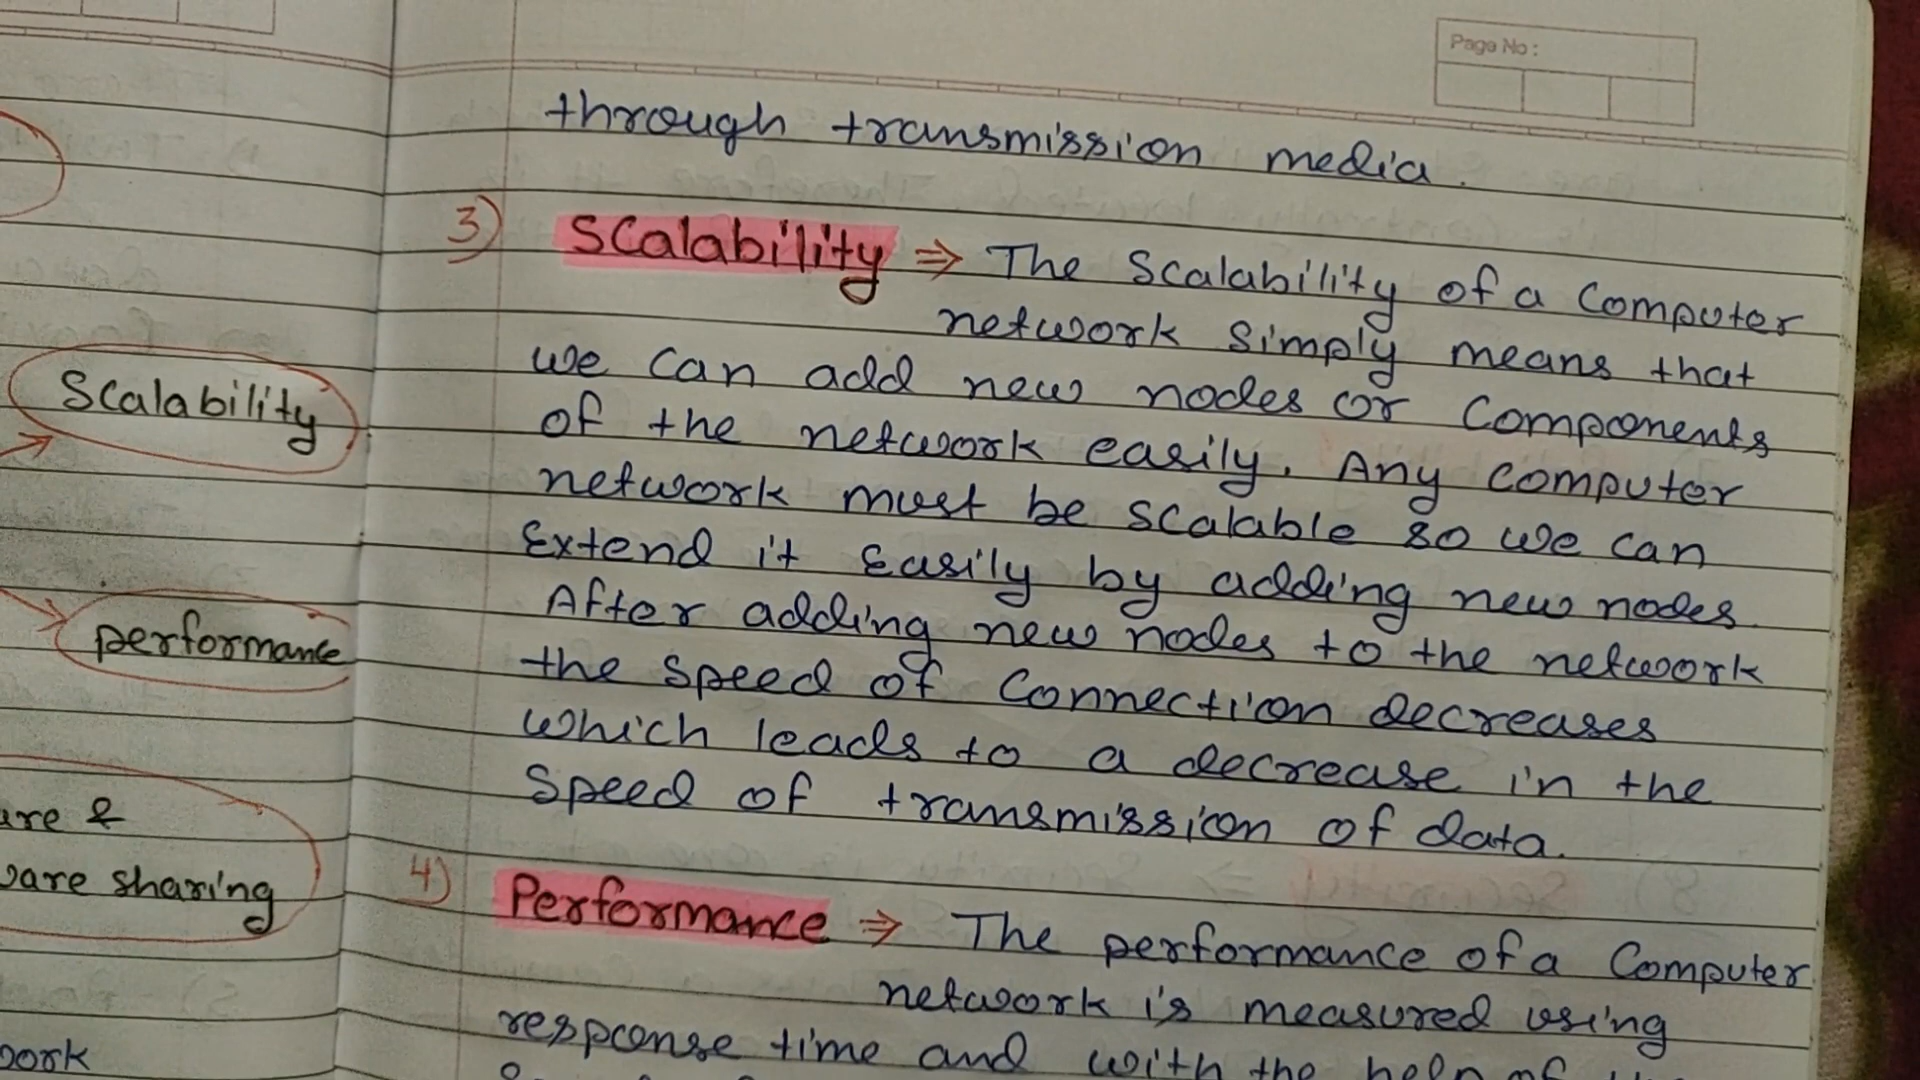 Page No :
through transmission media.
3) Scalability ⇒ The Scalability of a Computer
network Simply means that
we can add new nodes or Components
of the network easily. Any Computer
network must be scalable so we can
Extend it Easily by adding new nodes
After adding new nodes to the network
the speed of Connection decreases
which leads to a decrease in the
Speed of transmission of data.
4) Performance ⇒ The performance of a Computer
network is measured using
response time and with the help of
Scalability
performance
sharing